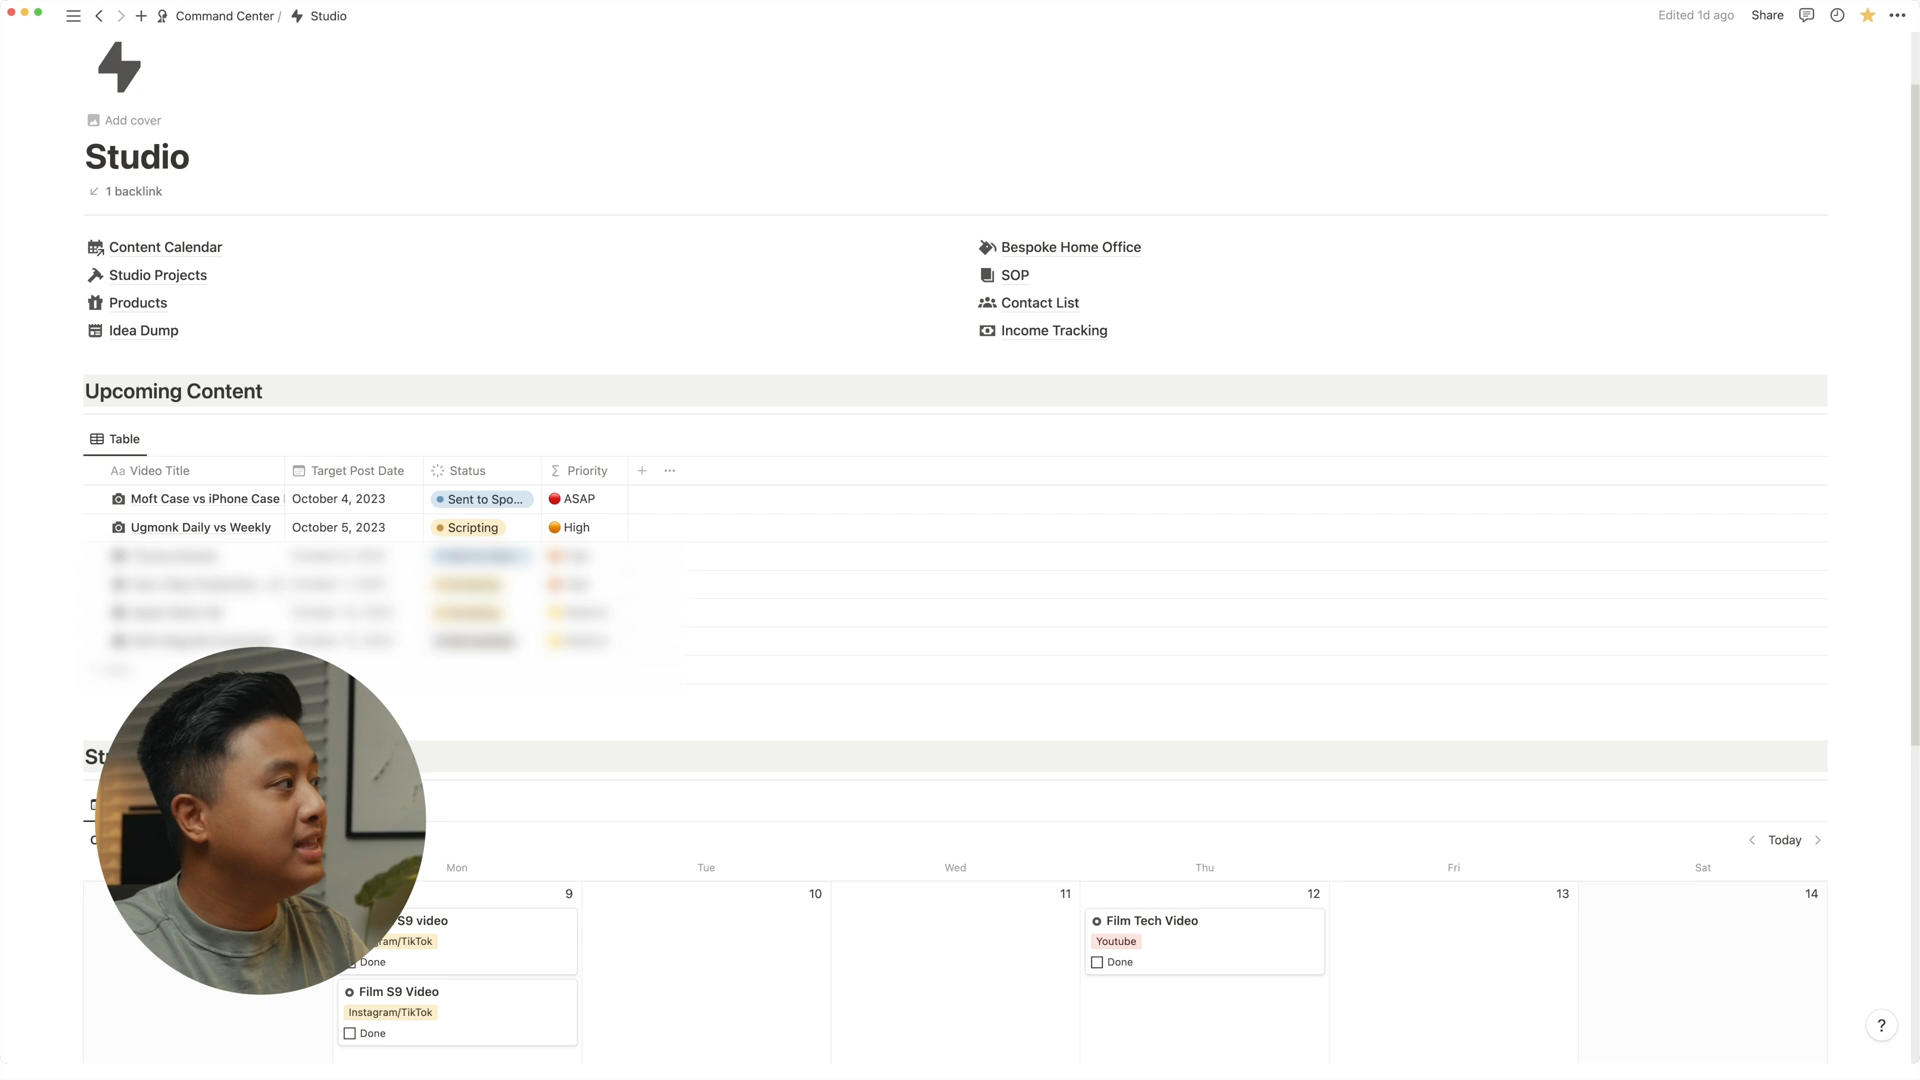 Command Center / Studio
Edited 1d ago Share
Add cover
Studio
1 backlink
Content Calendar
Studio Projects
Products
Idea Dump
Bespoke Home Office
SOP
Contact List
Income Tracking
Upcoming Content
Table
Aa Video Title Target Post Date Status Priority
Moft Case vs iPhone Case October 4, 2023 Sent to Spo... ASAP
Ugmonk Daily vs Weekly October 5, 2023 Scripting High
Today
Mon Tue Wed Thu Fri Sat
9 10 11 12 13 14
S9 video
gram/TikTok
Done
Film S9 Video
Instagram/TikTok
Done
Film Tech Video
Youtube
Done
?